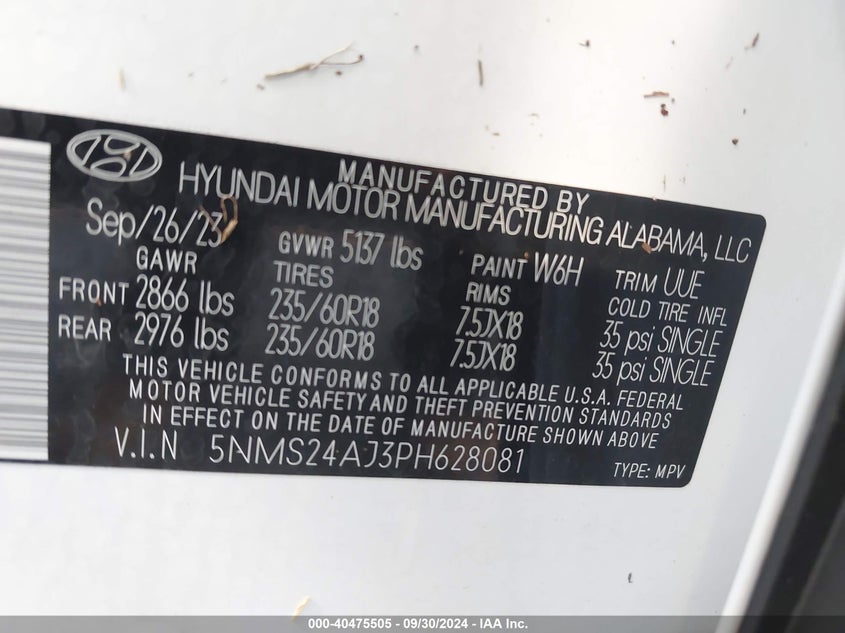 MANUFACTURED BY
HYUNDAI MOTOR MANUFACTURING ALABAMA, LLC
Sep/26/23 GVWR 5137 lbs PAINT W6H TRIM UUE
GAWR TIRES RIMS COLD TIRE INFL
FRONT 2866 lbs 235/60R18 7.5JX18 35 psi SINGLE
REAR 2976 lbs 235/60R18 7.5JX18 35 psi SINGLE
THIS VEHICLE CONFORMS TO ALL APPLICABLE U.S.A. FEDERAL
MOTOR VEHICLE SAFETY AND THEFT PREVENTION STANDARDS
IN EFFECT ON THE DATE OF MANUFACTURE SHOWN ABOVE
V.I.N 5NMS24AJ3PH628081 TYPE: MPV
000-40475505 - 09/30/2024 - IAA Inc.